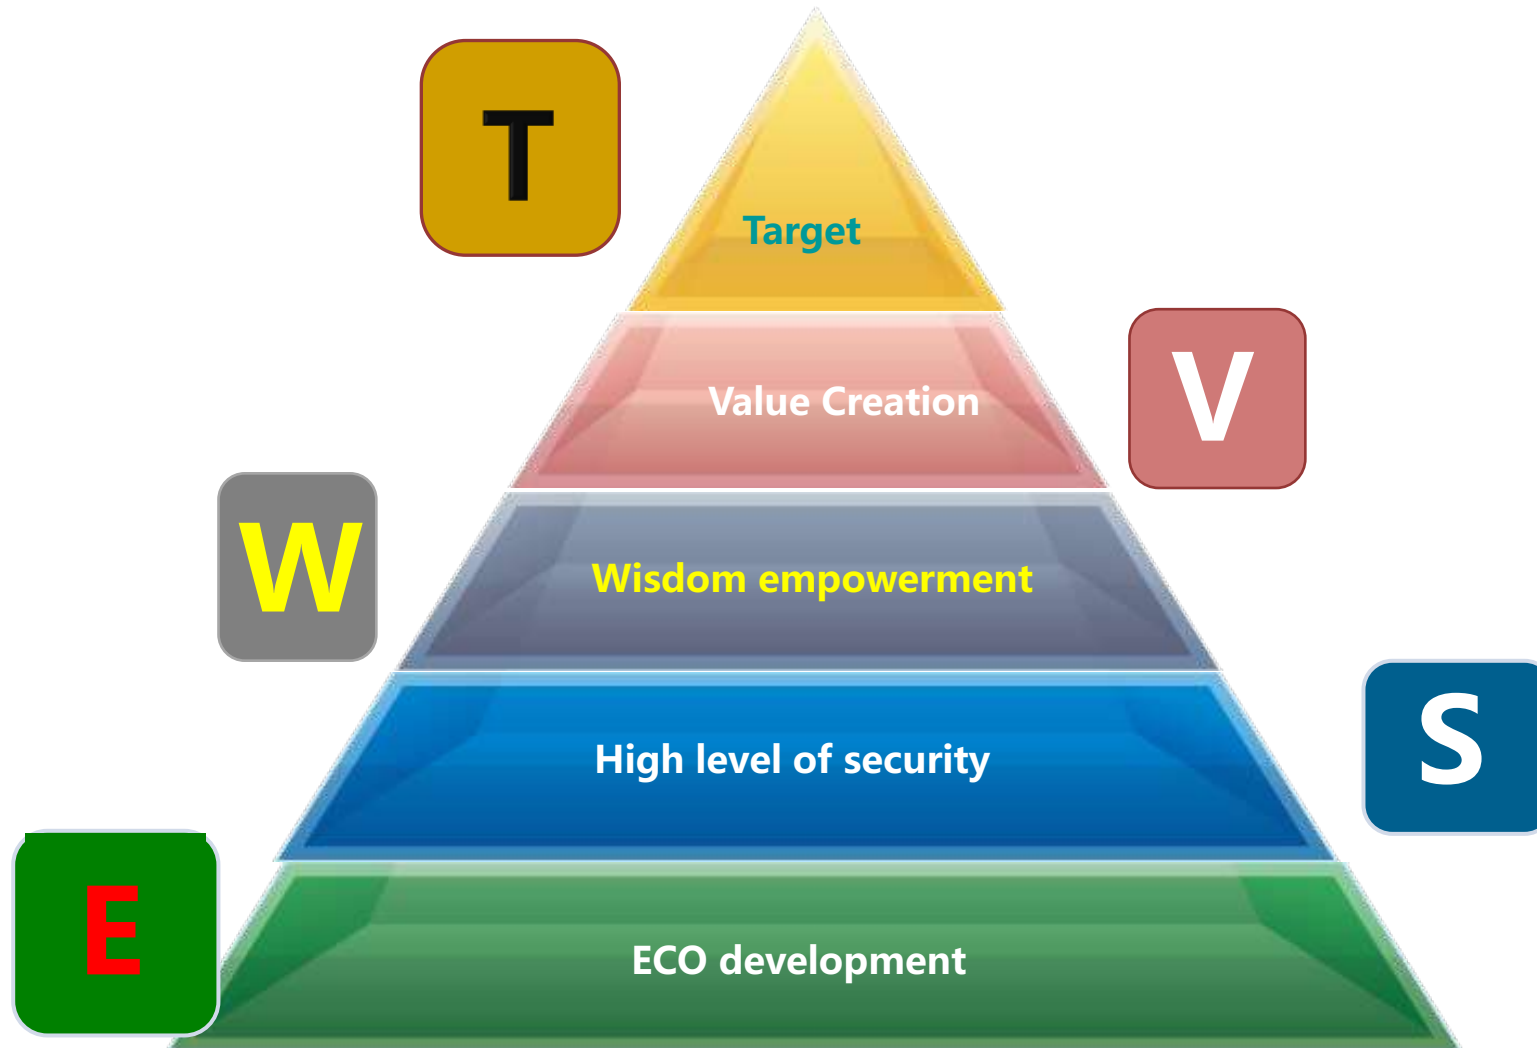 T
Target
V
Value Creation
W
Wisdom empowerment
S
High level of security
E
ECO development